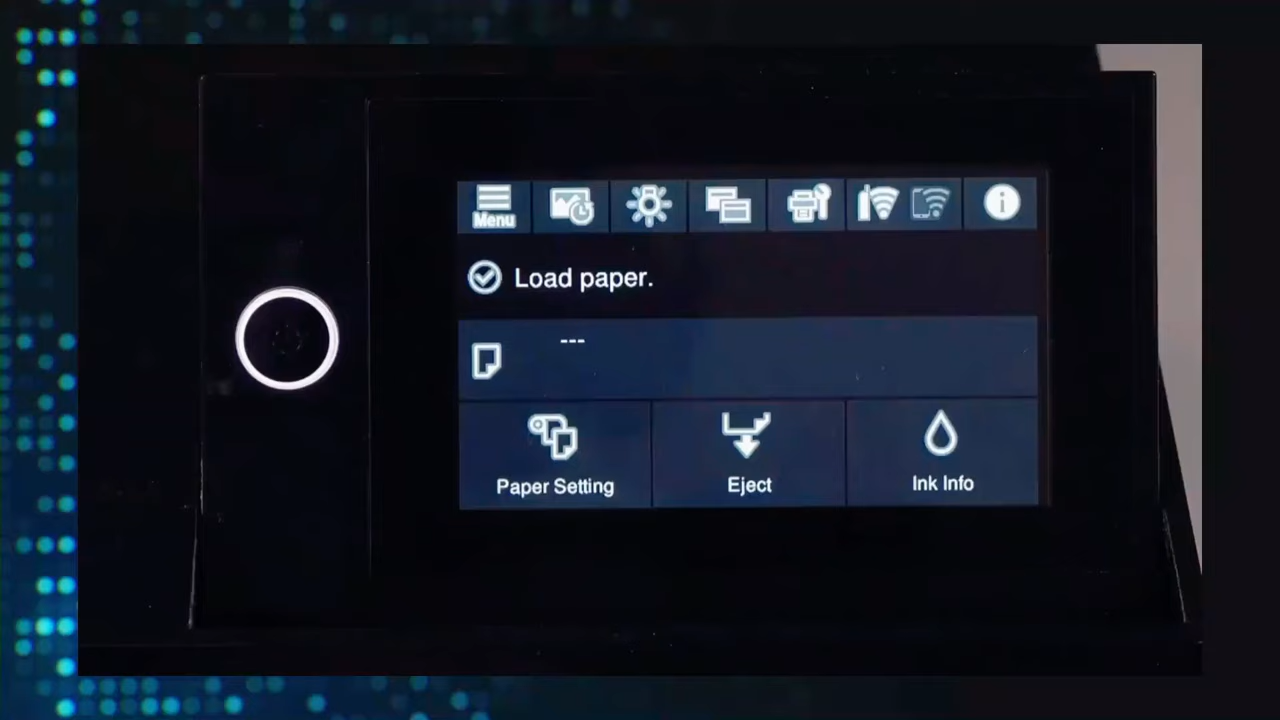 Menu
Load paper.
---
Paper Setting
Eject
Ink Info